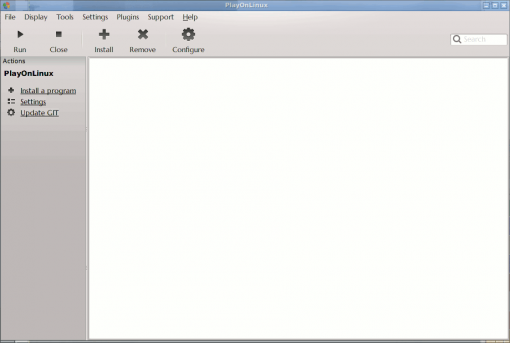 PlayOnLinux
File Display Tools Settings Plugins Support Help
Run Close Install Remove Configure
Search
Actions
PlayOnLinux
Install a program
Settings
Update GIT